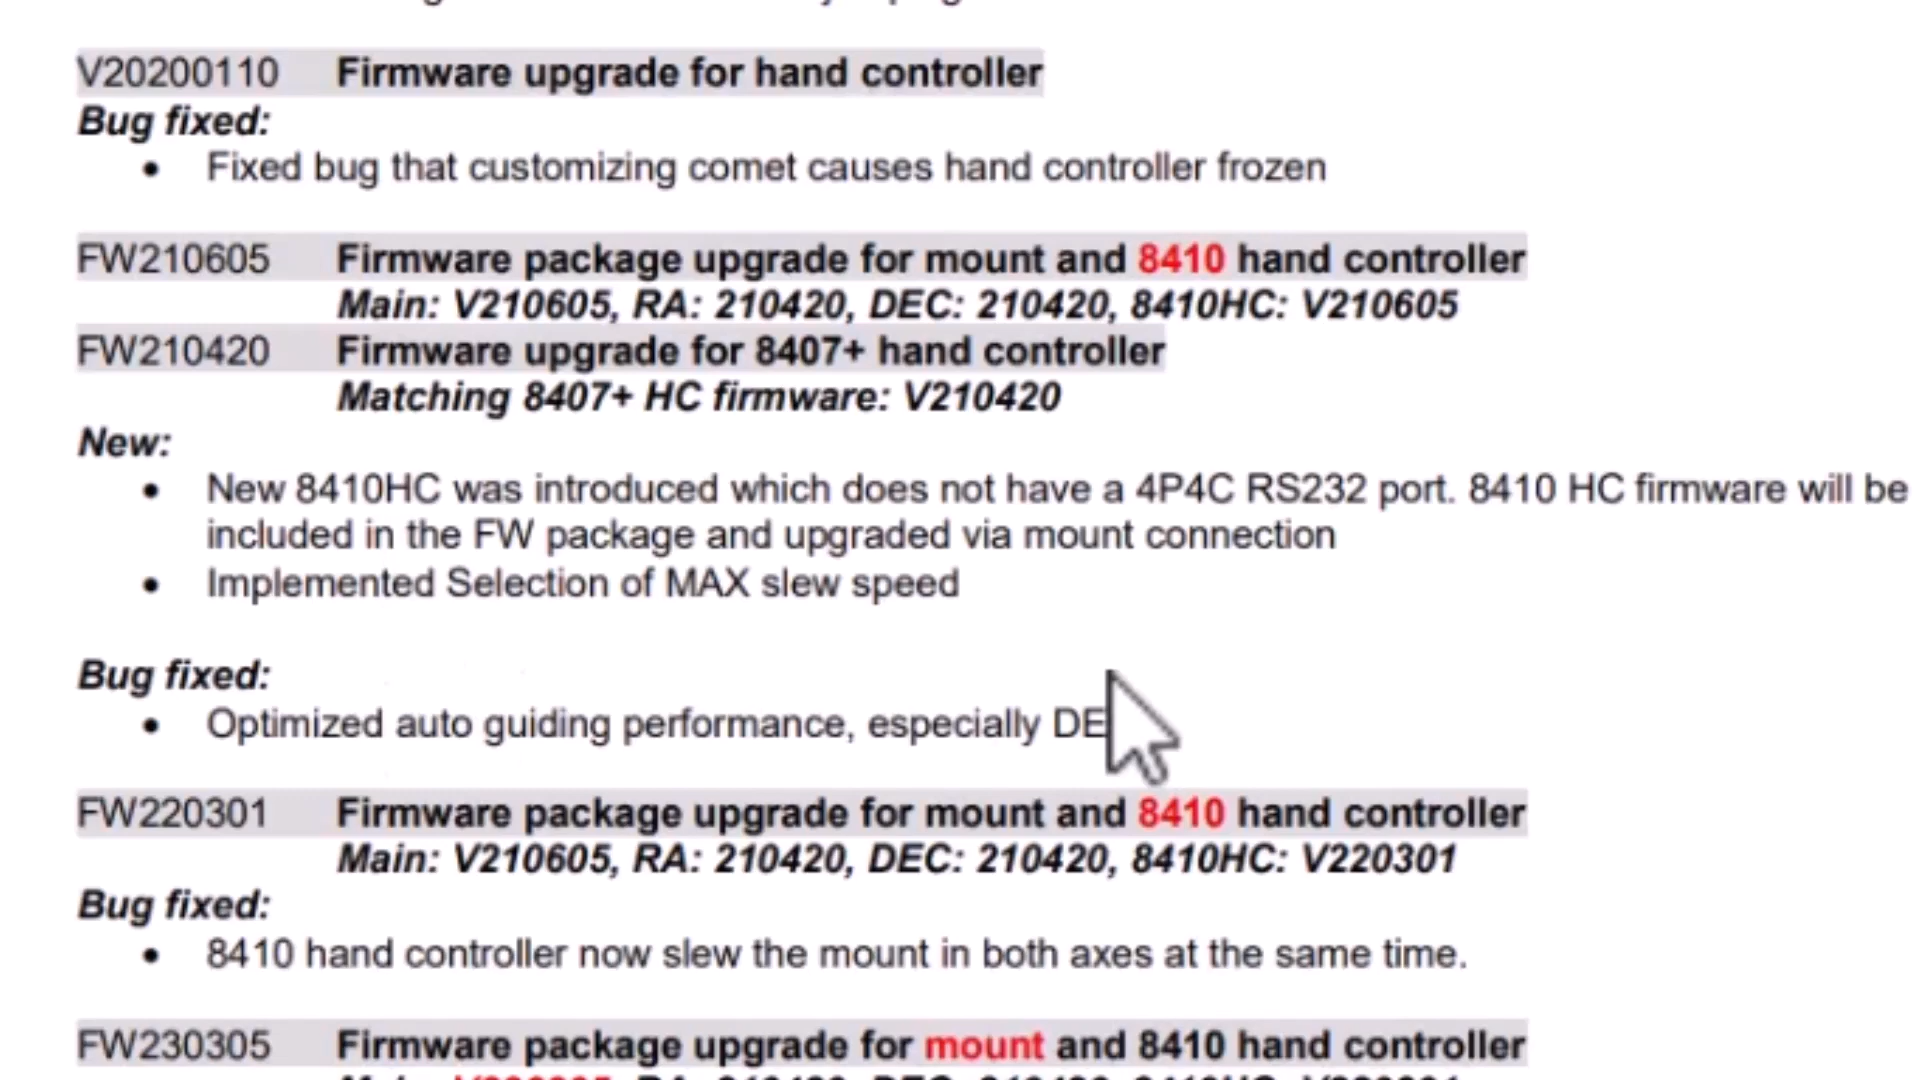 V20200110 Firmware upgrade for hand controller
Bug fixed:
• Fixed bug that customizing comet causes hand controller frozen
FW210605 Firmware package upgrade for mount and 8410 hand controller
Main: V210605, RA: 210420, DEC: 210420, 8410HC: V210605
FW210420 Firmware upgrade for 8407+ hand controller
Matching 8407+ HC firmware: V210420
New:
• New 8410HC was introduced which does not have a 4P4C RS232 port. 8410 HC firmware will be
included in the FW package and upgraded via mount connection
• Implemented Selection of MAX slew speed
Bug fixed:
• Optimized auto guiding performance, especially DE
FW220301 Firmware package upgrade for mount and 8410 hand controller
Main: V210605, RA: 210420, DEC: 210420, 8410HC: V220301
Bug fixed:
• 8410 hand controller now slew the mount in both axes at the same time.
FW230305 Firmware package upgrade for mount and 8410 hand controller